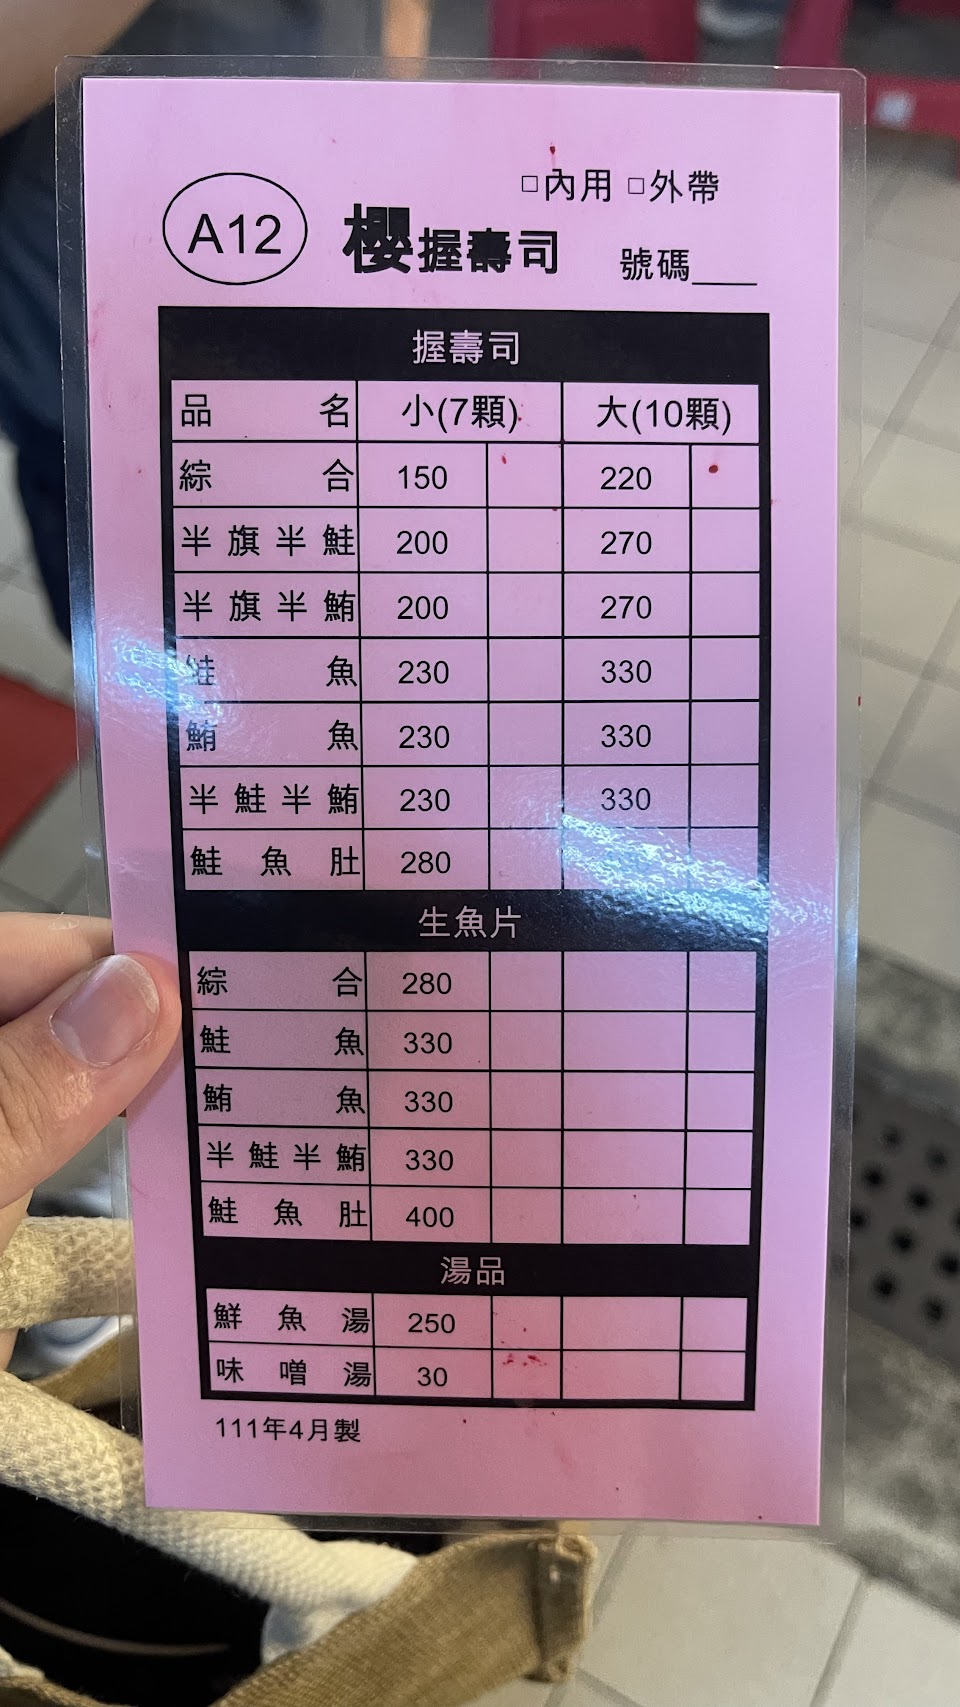 □內用 □外帶
A12 櫻握壽司 號碼___
握壽司
品名 小(7顆) 大(10顆)
綜合 150 220
半旗半鮭 200 270
半旗半鮪 200 270
鮭魚 230 330
鮪魚 230 330
半鮭半鮪 230 330
鮭魚肚 280
生魚片
綜合 280
鮭魚 330
鮪魚 330
半鮭半鮪 330
鮭魚肚 400
湯品
鮮魚湯 250
味噌湯 30
111年4月製